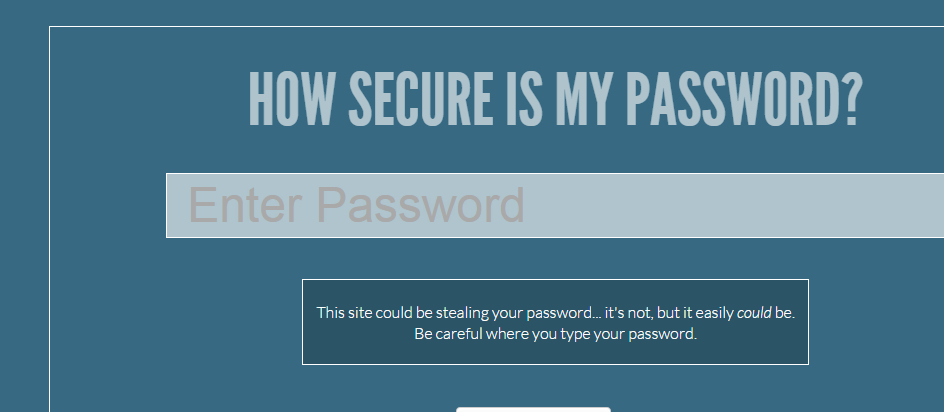 HOW SECURE IS MY PASSWORD?
Enter Password
This site could be stealing your password... it's not, but it easily could be.
Be careful where you type your password.